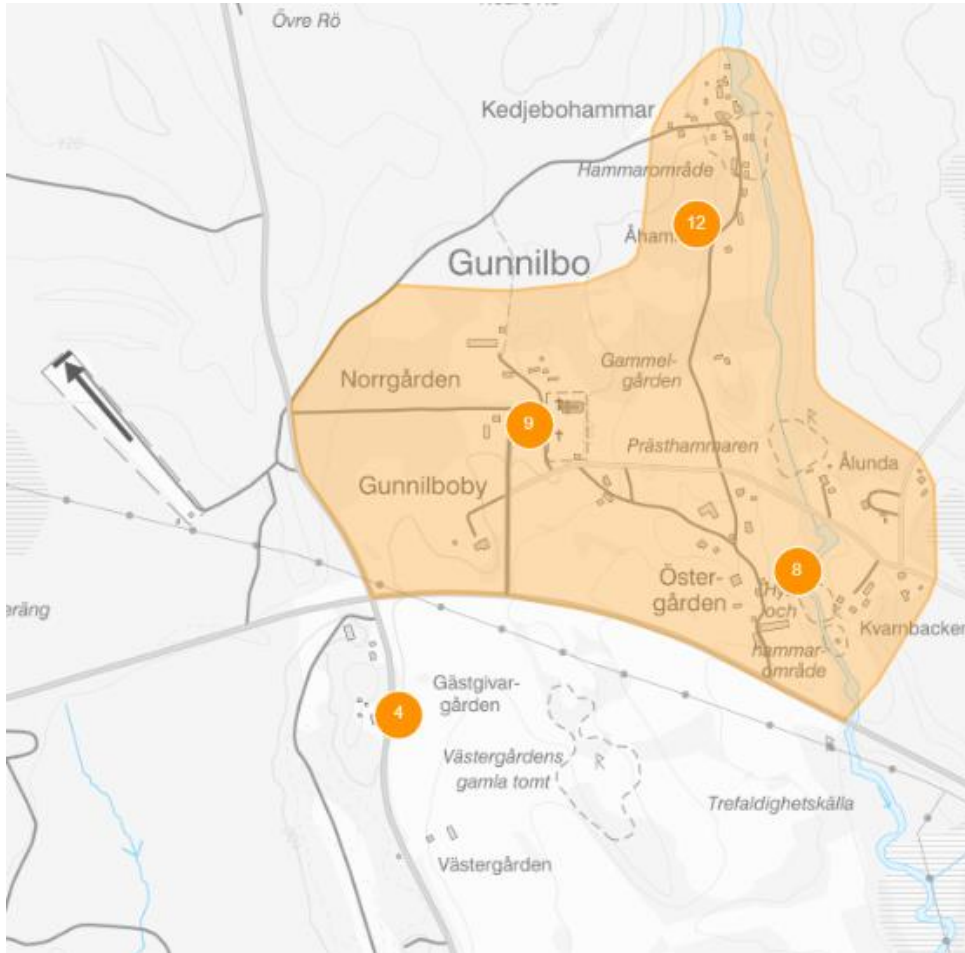 Övre Rö
Kedjebohammar
Hammarområde
12
Gunnilbo
Norrgården
Gammel-
gården
9
Prästhammaren
Ålunda
Gunnilboby
Öster-
gården
8
och
hammar-
område
Kvarnbacken
Gästgivar-
gården
4
Västergårdens
gamla tomt
Trefaldighetskälla
Västergården